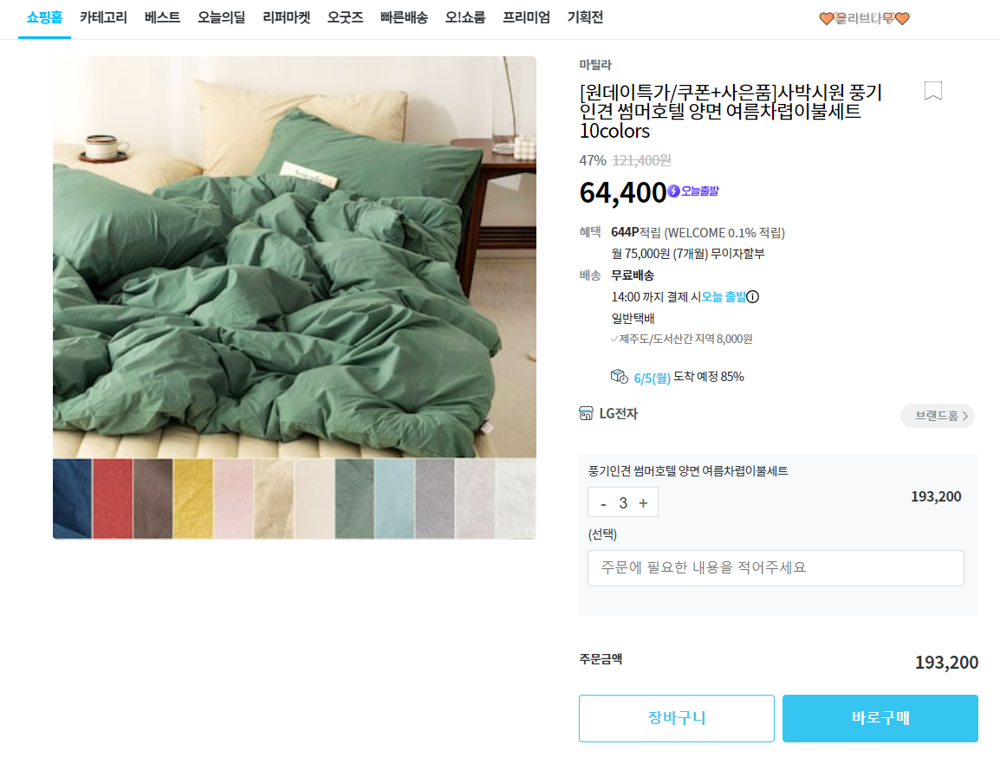 쇼핑홈 카테고리 베스트 오늘의딜 리퍼마켓 오굿즈 빠른배송 오!쇼룸 프리미엄 기획전
마틸라
[원데이특가/쿠폰+사은품]사박시원 풍기
인견 썸머호텔 양면 여름차렵이불세트
10colors
47% 121,400원
64,400 오늘출발
혜택 644P적립 (WELCOME 0.1% 적립)
월 75,000원 (7개월) 무이자할부
배송 무료배송
14:00 까지 결제 시오늘 출발
일반택배
제주도/도서산간 지역 8,000원
6/5(월) 도착 예정 85%
LG전자
브랜드홈 >
풍기인견 썸머호텔 양면 여름차렵이불세트
- 3 +
193,200
(선택)
주문에 필요한 내용을 적어주세요
주문금액
193,200
장바구니
바로구매